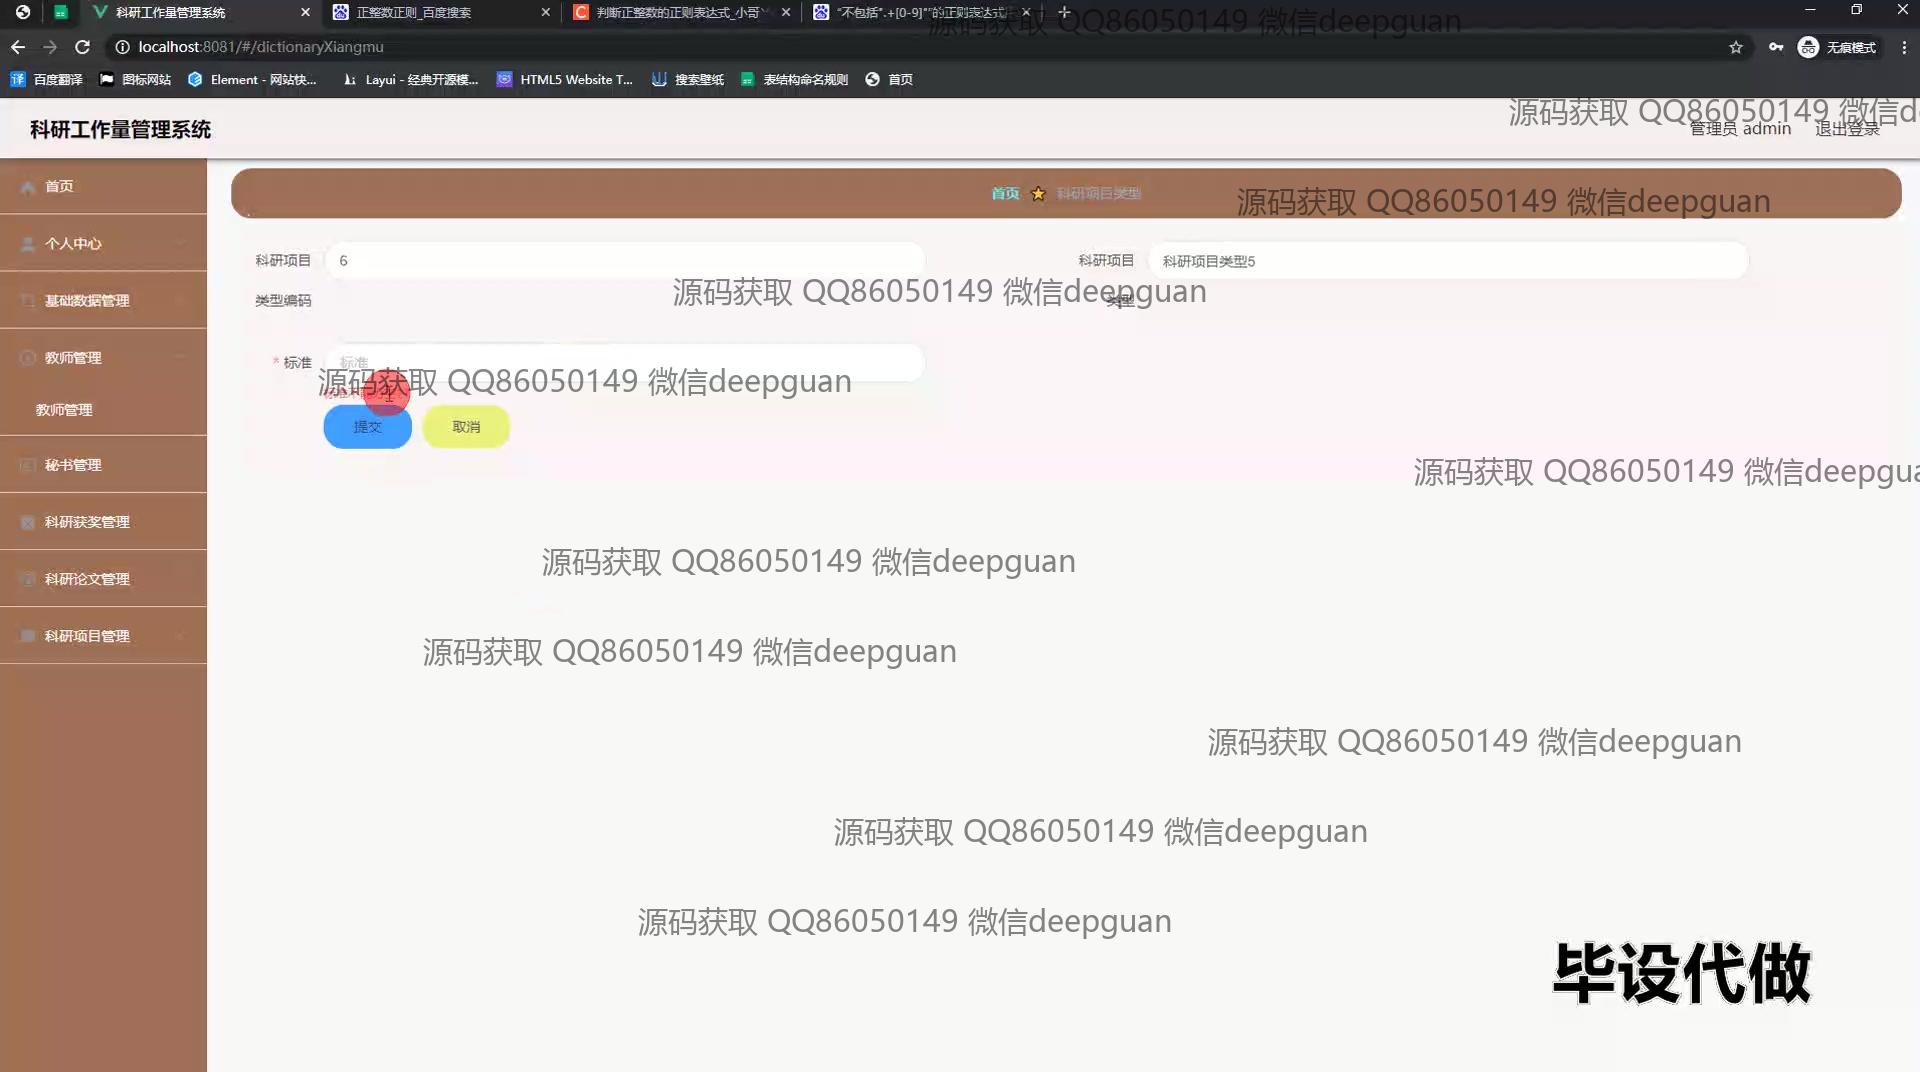 科研工作量管理系统
正整数正则_百度搜索
判断正整数的正则表达式_小哥
"不包括".+[0-9]*"的正则表达式
源码获取 QQ86050149 微信deepguan
localhost:8081/#/dictionaryXiangmu
无痕模式
百度翻译
图标网站
Element - 网站快...
Layui - 经典开源模...
HTML5 Website T...
搜索壁纸
表结构命名规则
首页
科研工作量管理系统
源码获取 QQ86050149 微信d
管理员 admin
退出登录
首页
首页
科研项目类型
源码获取 QQ86050149 微信deepguan
个人中心
科研项目
类型编码
6
科研项目
类型
科研项目类型5
源码获取 QQ86050149 微信deepguan
基础数据管理
教师管理
* 标准
标准
源码获取 QQ86050149 微信deepguan
教师管理
提交
取消
秘书管理
源码获取 QQ86050149 微信deepgua
科研获奖管理
源码获取 QQ86050149 微信deepguan
科研论文管理
科研项目管理
源码获取 QQ86050149 微信deepguan
源码获取 QQ86050149 微信deepguan
源码获取 QQ86050149 微信deepguan
源码获取 QQ86050149 微信deepguan
毕设代做